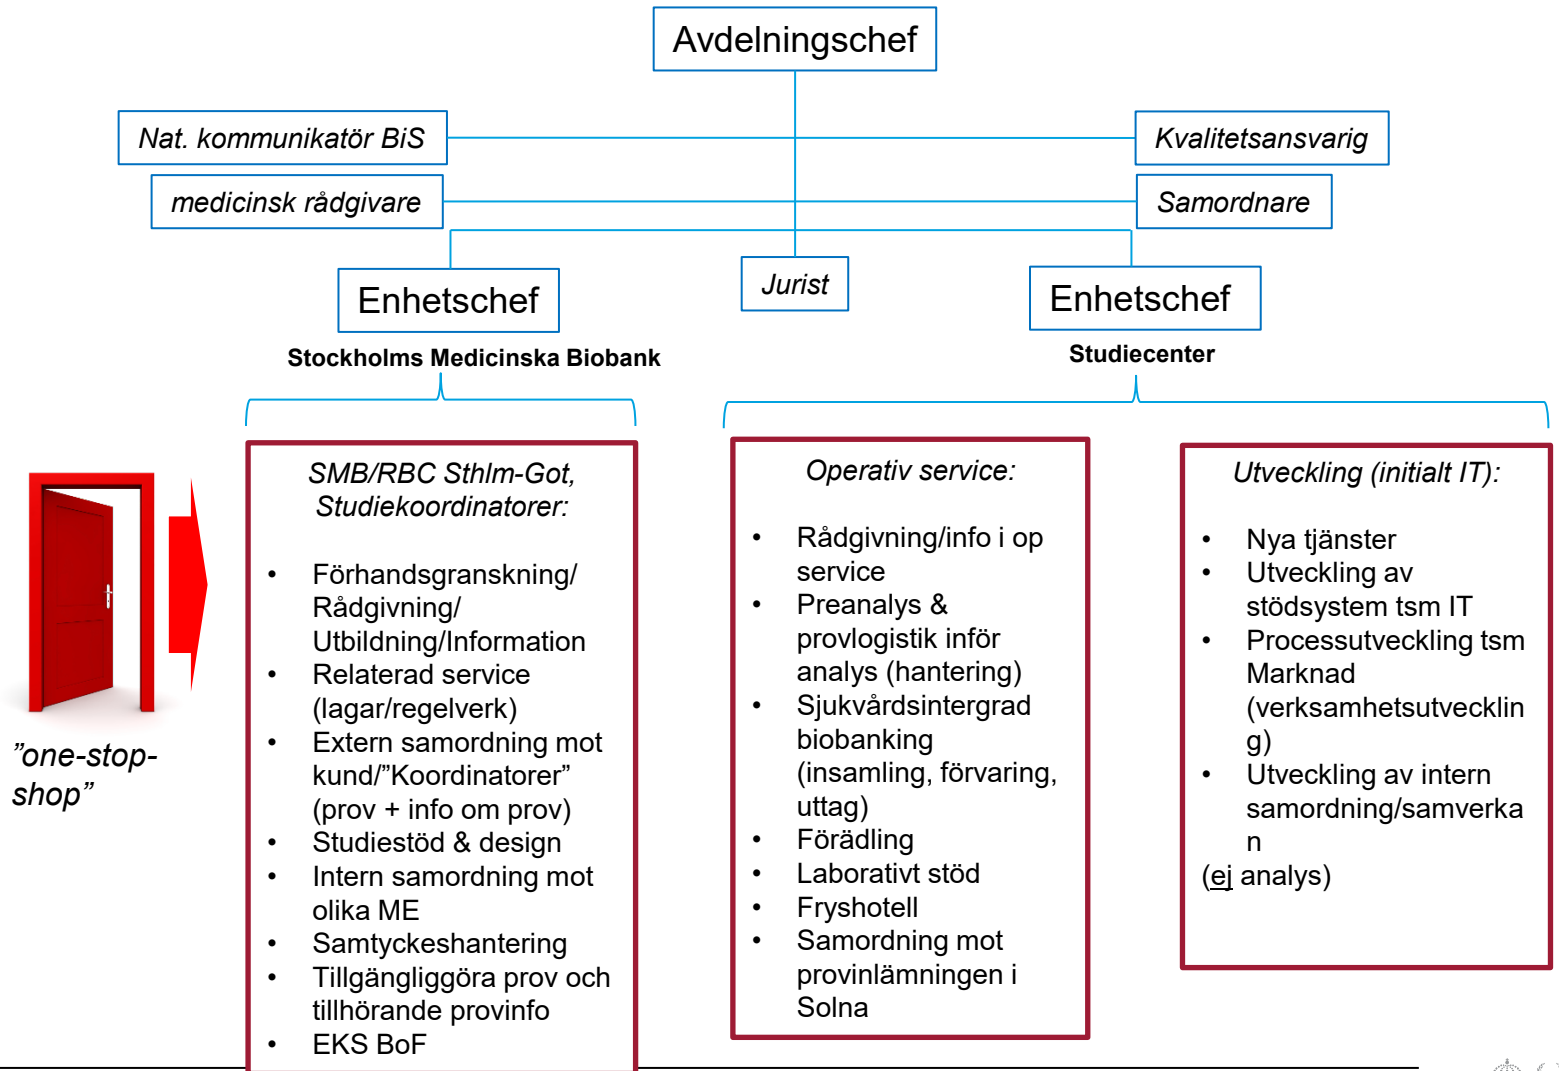 Avdelningschef
Nat. kommunikatör BiS
Kvalitetsansvarig
medicinsk rådgivare
Samordnare
Jurist
Enhetschef
Enhetschef
Stockholms Medicinska Biobank
Studiecenter
"one-stop-
shop"
SMB/RBC Sthlm-Got,
Studiekoordinatorer:
• Förhandsgranskning/
Rådgivning/
Utbildning/Information
• Relaterad service
(lagar/regelverk)
• Extern samordning mot
kund/"Koordinatorer"
(prov + info om prov)
• Studiestöd & design
• Intern samordning mot
olika ME
• Samtyckeshantering
• Tillgängliggöra prov och
tillhörande provinfo
• EKS BoF
Operativ service:
• Rådgivning/info i op
service
• Preanalys &
provlogistik inför
analys (hantering)
• Sjukvårdsintergrad
biobanking
(insamling, förvaring,
uttag)
• Förädling
• Laborativt stöd
• Fryshotell
• Samordning mot
provinlämningen i
Solna
Utveckling (initialt IT):
• Nya tjänster
• Utveckling av
stödsystem tsm IT
• Processutveckling tsm
Marknad
(verksamhetsutvecklin
g)
• Utveckling av intern
samordning/samverka
n
(ej analys)